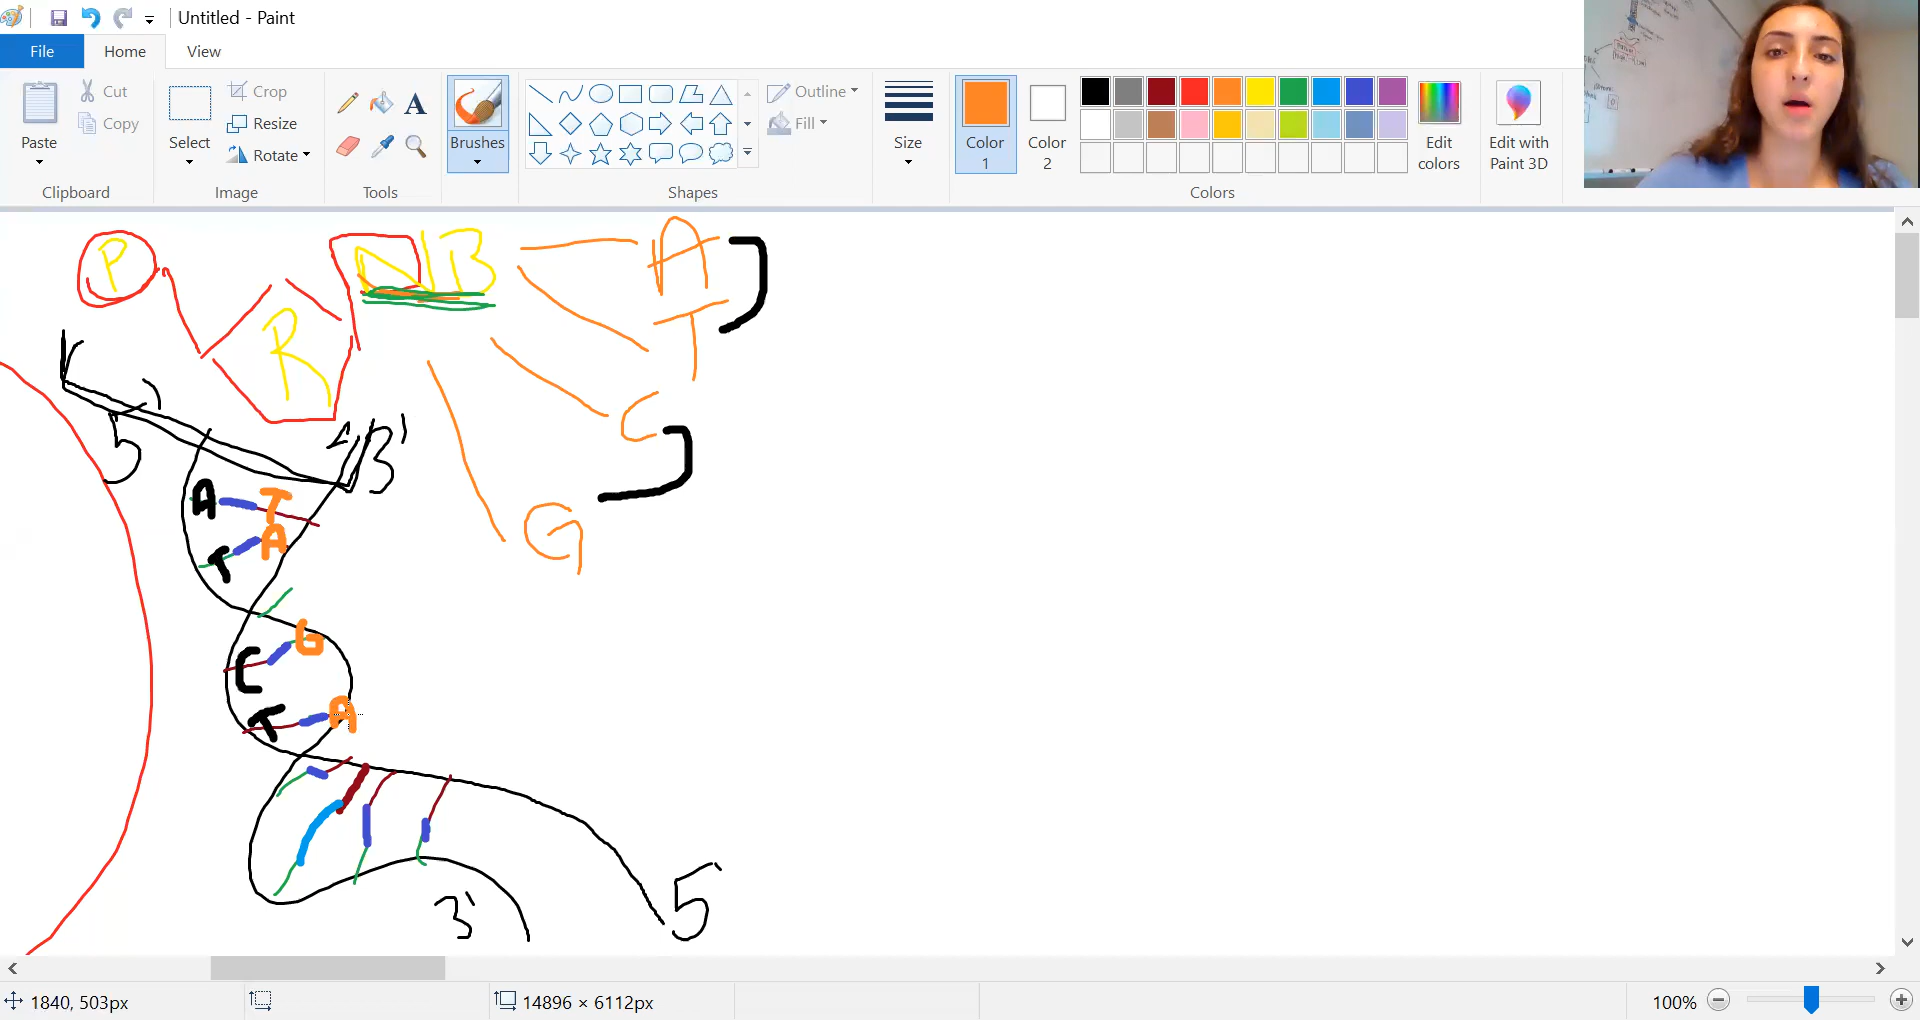 Untitled - Paint
File Home View
Paste
Cut
Copy
Clipboard
Select
Crop
Resize
Rotate
Image
Tools
Brushes
Shapes
Outline
Fill
Size
Color 1
Color 2
Colors
Edit colors
Edit with Paint 3D
P
R
NB
A
T
C
G
5'
3'
A T
T A
C G
T A
3'
5'
1840, 503px
14896 × 6112px
100%